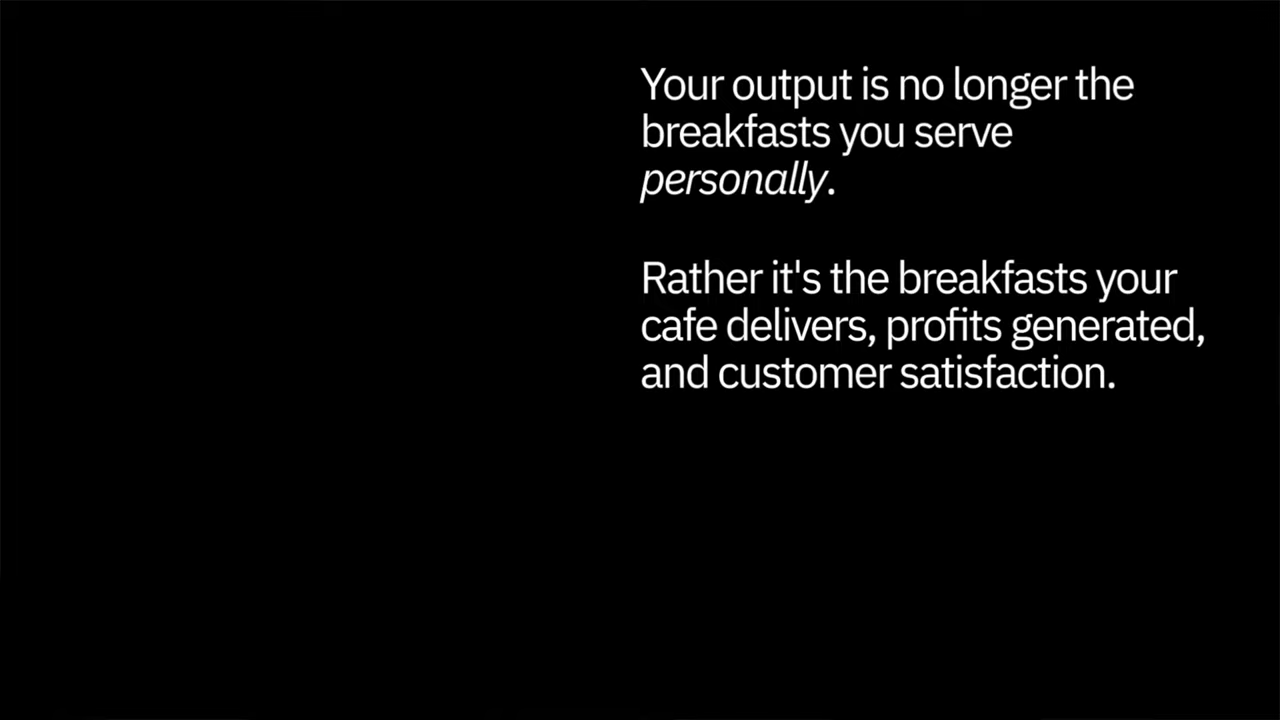 Your output is no longer the
breakfasts you serve
personally.
Rather it's the breakfasts your
cafe delivers, profits generated,
and customer satisfaction.